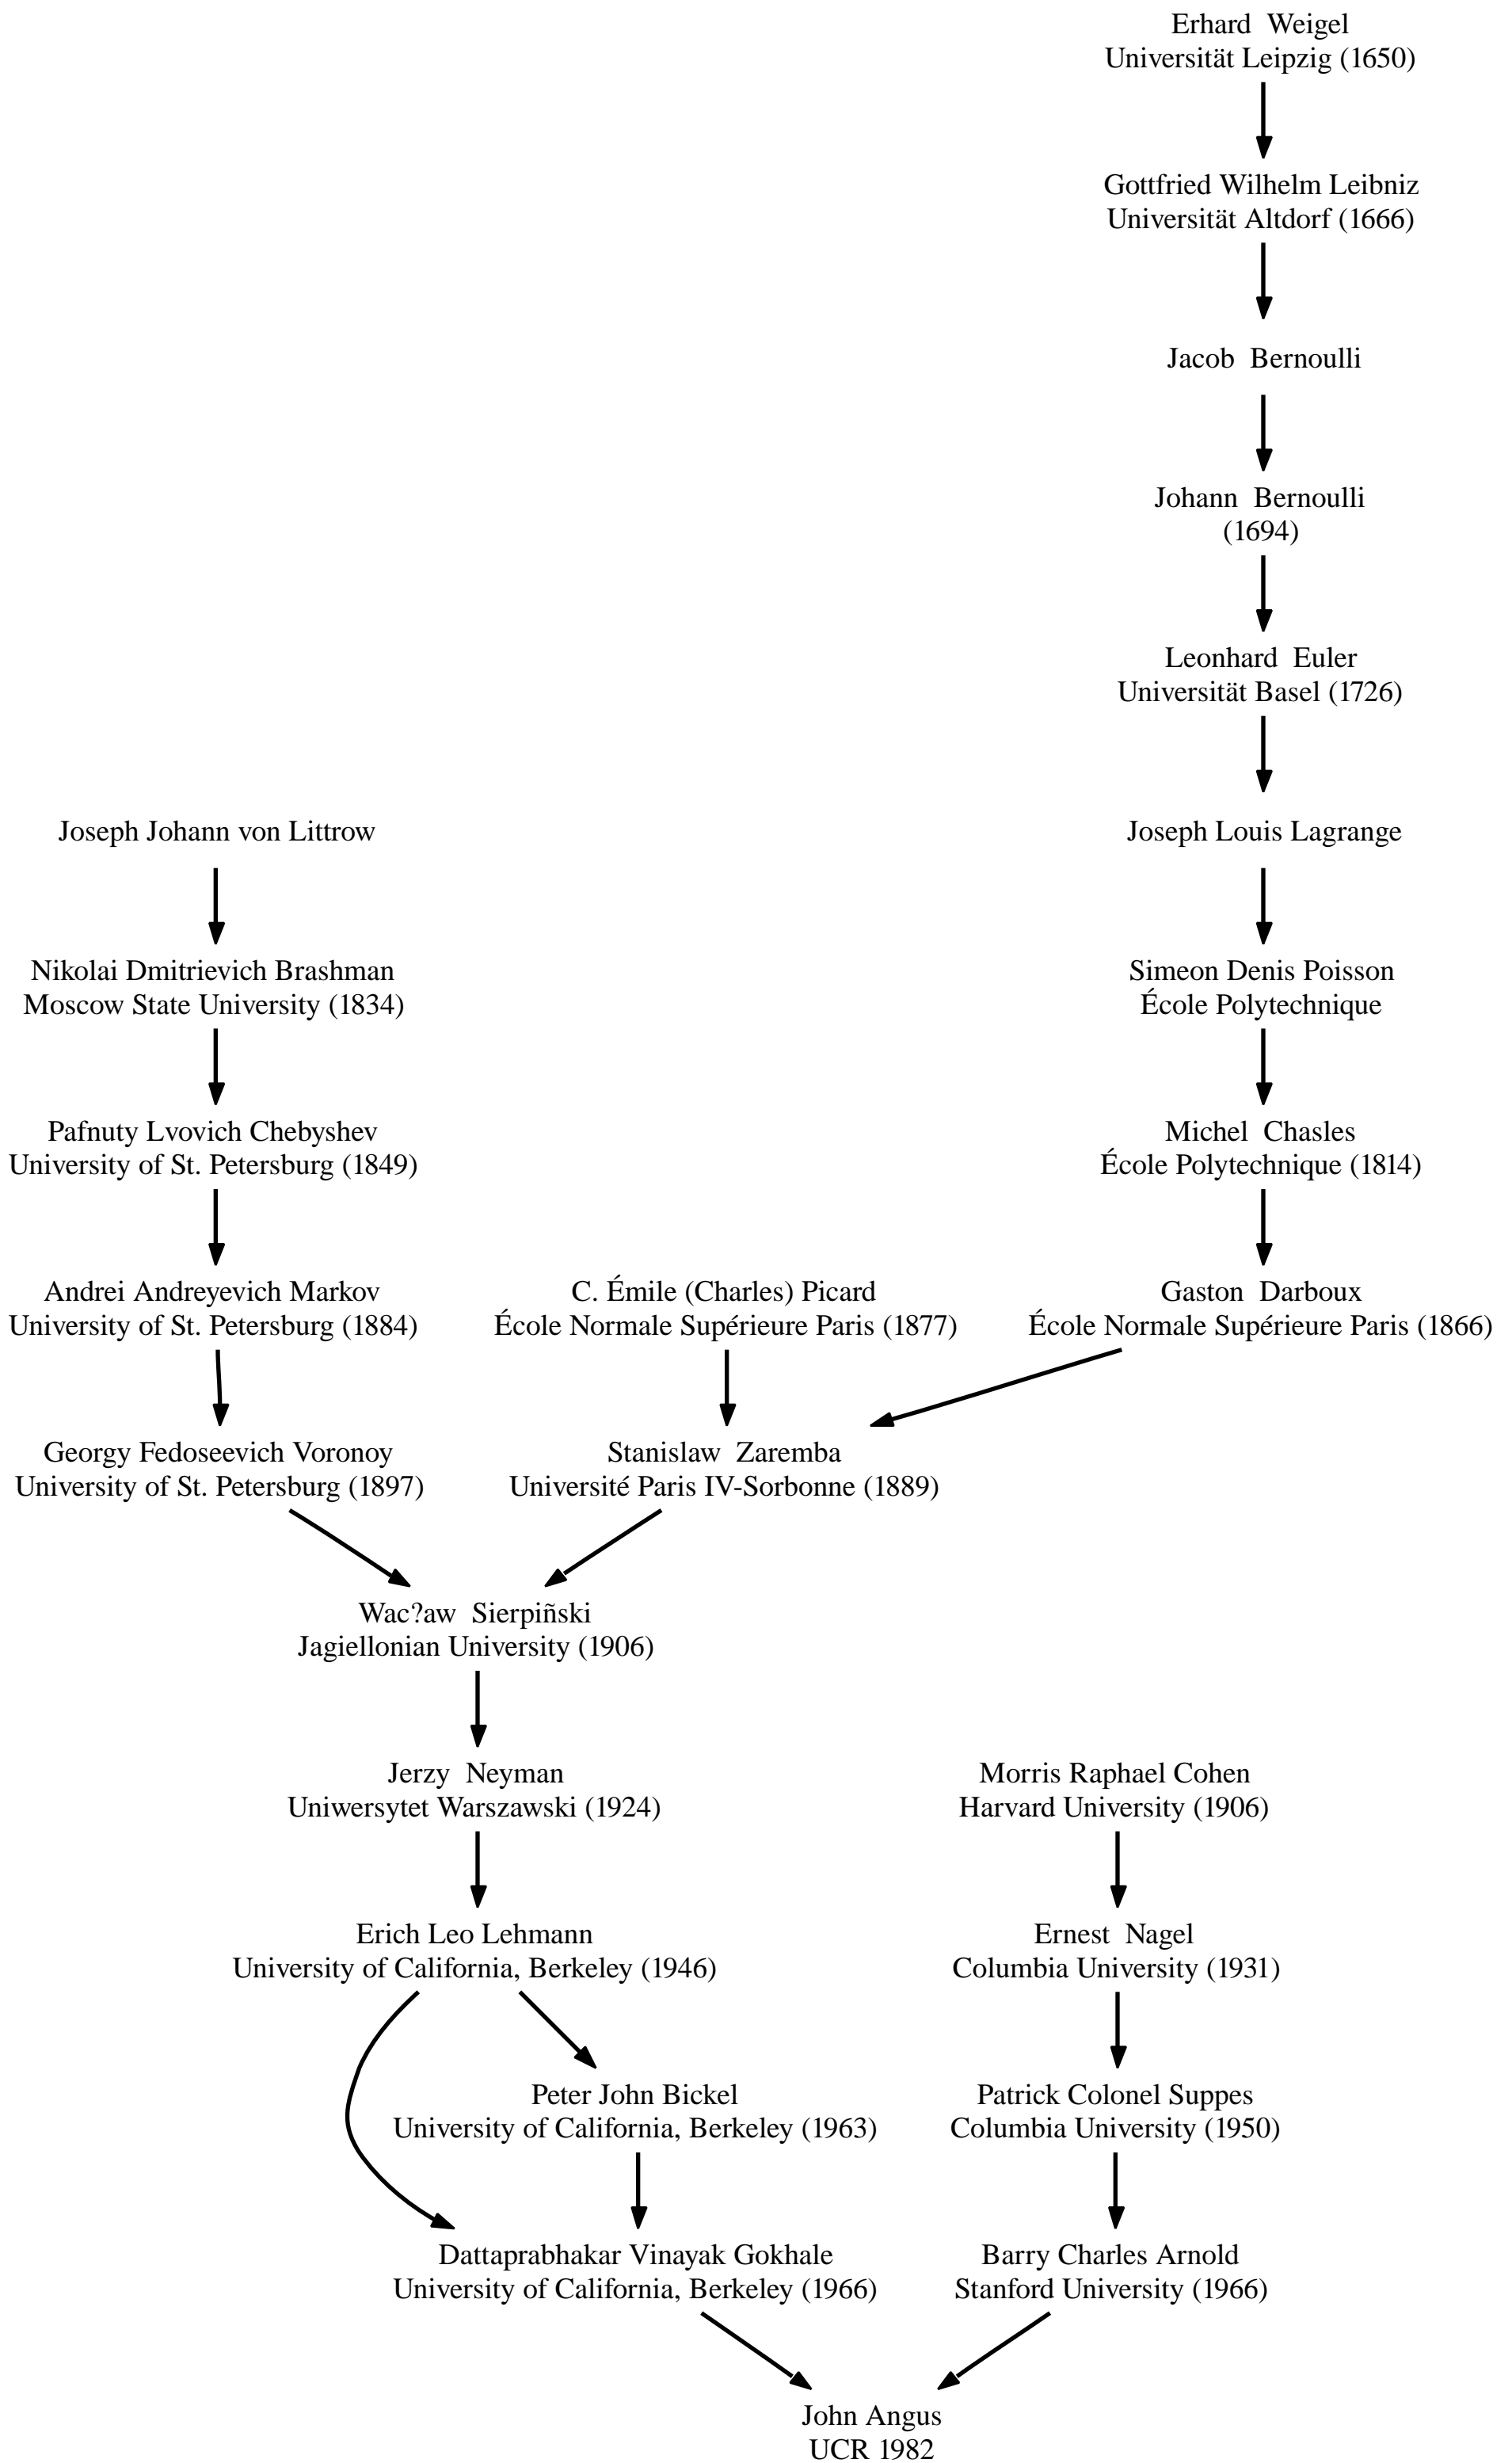 Erhard Weigel
Universität Leipzig (1650)
Gottfried Wilhelm Leibniz
Universität Altdorf (1666)
Jacob Bernoulli
Johann Bernoulli
(1694)
Leonhard Euler
Universität Basel (1726)
Joseph Johann von Littrow
Joseph Louis Lagrange
Nikolai Dmitrievich Brashman
Moscow State University (1834)
Simeon Denis Poisson
École Polytechnique
Pafnuty Lvovich Chebyshev
University of St. Petersburg (1849)
Michel Chasles
École Polytechnique (1814)
Andrei Andreyevich Markov
University of St. Petersburg (1884)
C. Émile (Charles) Picard
École Normale Supérieure Paris (1877)
Gaston Darboux
École Normale Supérieure Paris (1866)
Georgy Fedoseevich Voronoy
University of St. Petersburg (1897)
Stanislaw Zaremba
Université Paris IV-Sorbonne (1889)
Wac?aw Sierpiñski
Jagiellonian University (1906)
Jerzy Neyman
Uniwersytet Warszawski (1924)
Morris Raphael Cohen
Harvard University (1906)
Erich Leo Lehmann
University of California, Berkeley (1946)
Ernest Nagel
Columbia University (1931)
Peter John Bickel
University of California, Berkeley (1963)
Patrick Colonel Suppes
Columbia University (1950)
Dattaprabhakar Vinayak Gokhale
University of California, Berkeley (1966)
Barry Charles Arnold
Stanford University (1966)
John Angus
UCR 1982